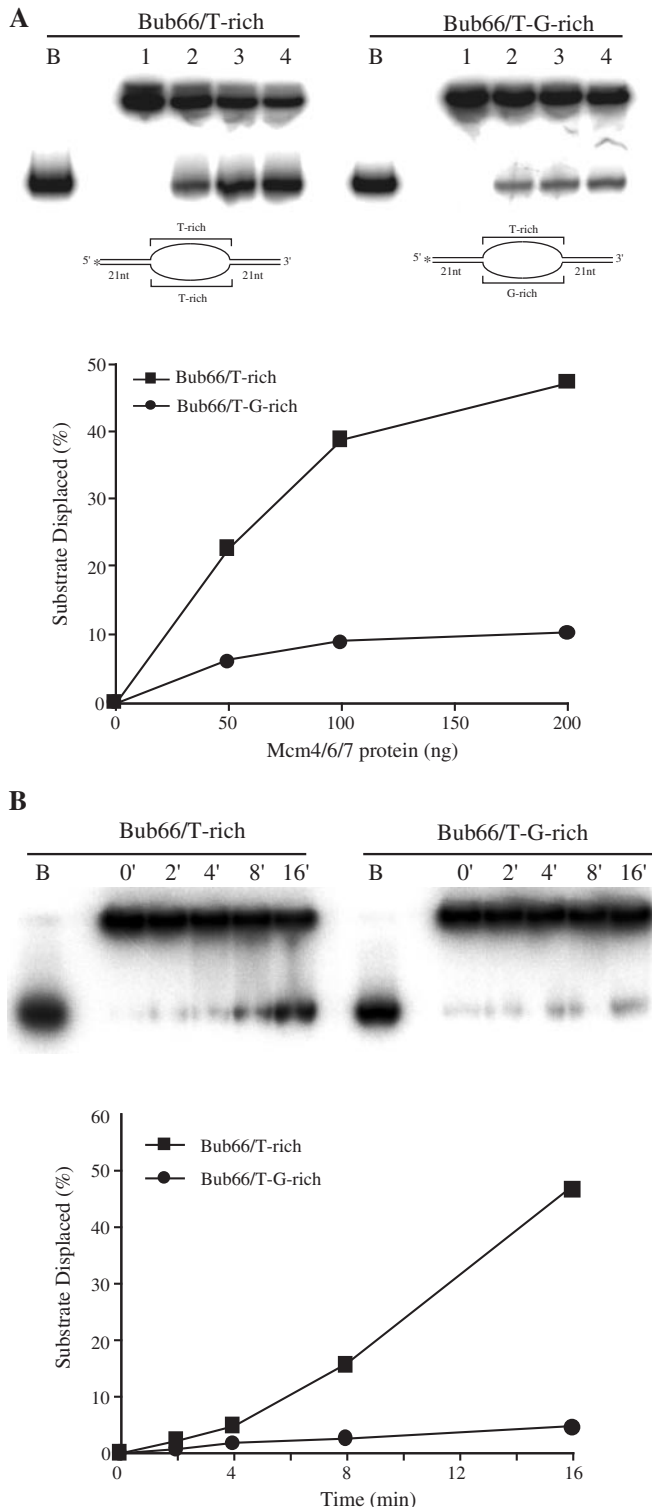 A
Bub66/T-rich
Bub66/T-G-rich
B 1 2 3 4
B 1 2 3 4
T-rich
5' * 3'
21nt 21nt
T-rich
T-rich
5' * 3'
21nt 21nt
G-rich
50
40
30
20
10
0
Substrate Displaced (%)
Bub66/T-rich
Bub66/T-G-rich
0 50 100 150 200
Mcm4/6/7 protein (ng)
B
Bub66/T-rich
Bub66/T-G-rich
B 0' 2' 4' 8' 16'
B 0' 2' 4' 8' 16'
60
50
40
30
20
10
0
Substrate Displaced (%)
Bub66/T-rich
Bub66/T-G-rich
0 4 8 12 16
Time (min)